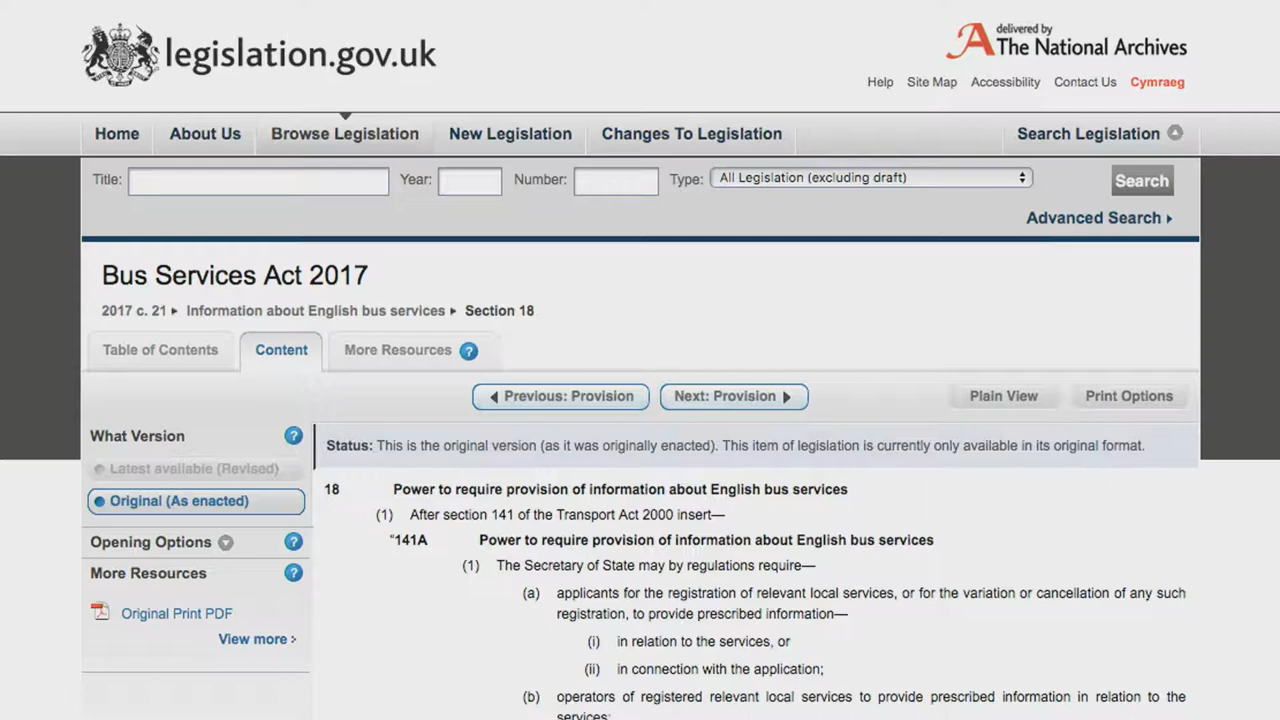 legislation.gov.uk
delivered by
The National Archives
Help Site Map Accessibility Contact Us Cymraeg
Home About Us Browse Legislation New Legislation Changes To Legislation Search Legislation
Title: Year: Number: Type: All Legislation (excluding draft) Search
Advanced Search
Bus Services Act 2017
2017 c. 21 Information about English bus services Section 18
Table of Contents Content More Resources ?
Previous: Provision Next: Provision Plain View Print Options
What Version ?
Latest available (Revised)
Original (As enacted)
Opening Options ?
More Resources ?
Original Print PDF
View more
Status: This is the original version (as it was originally enacted). This item of legislation is currently only available in its original format.
18 Power to require provision of information about English bus services
(1) After section 141 of the Transport Act 2000 insert—
“141A Power to require provision of information about English bus services
(1) The Secretary of State may by regulations require—
(a) applicants for the registration of relevant local services, or for the variation or cancellation of any such
registration, to provide prescribed information—
(i) in relation to the services, or
(ii) in connection with the application;
(b) operators of registered relevant local services to provide prescribed information in relation to the
services;